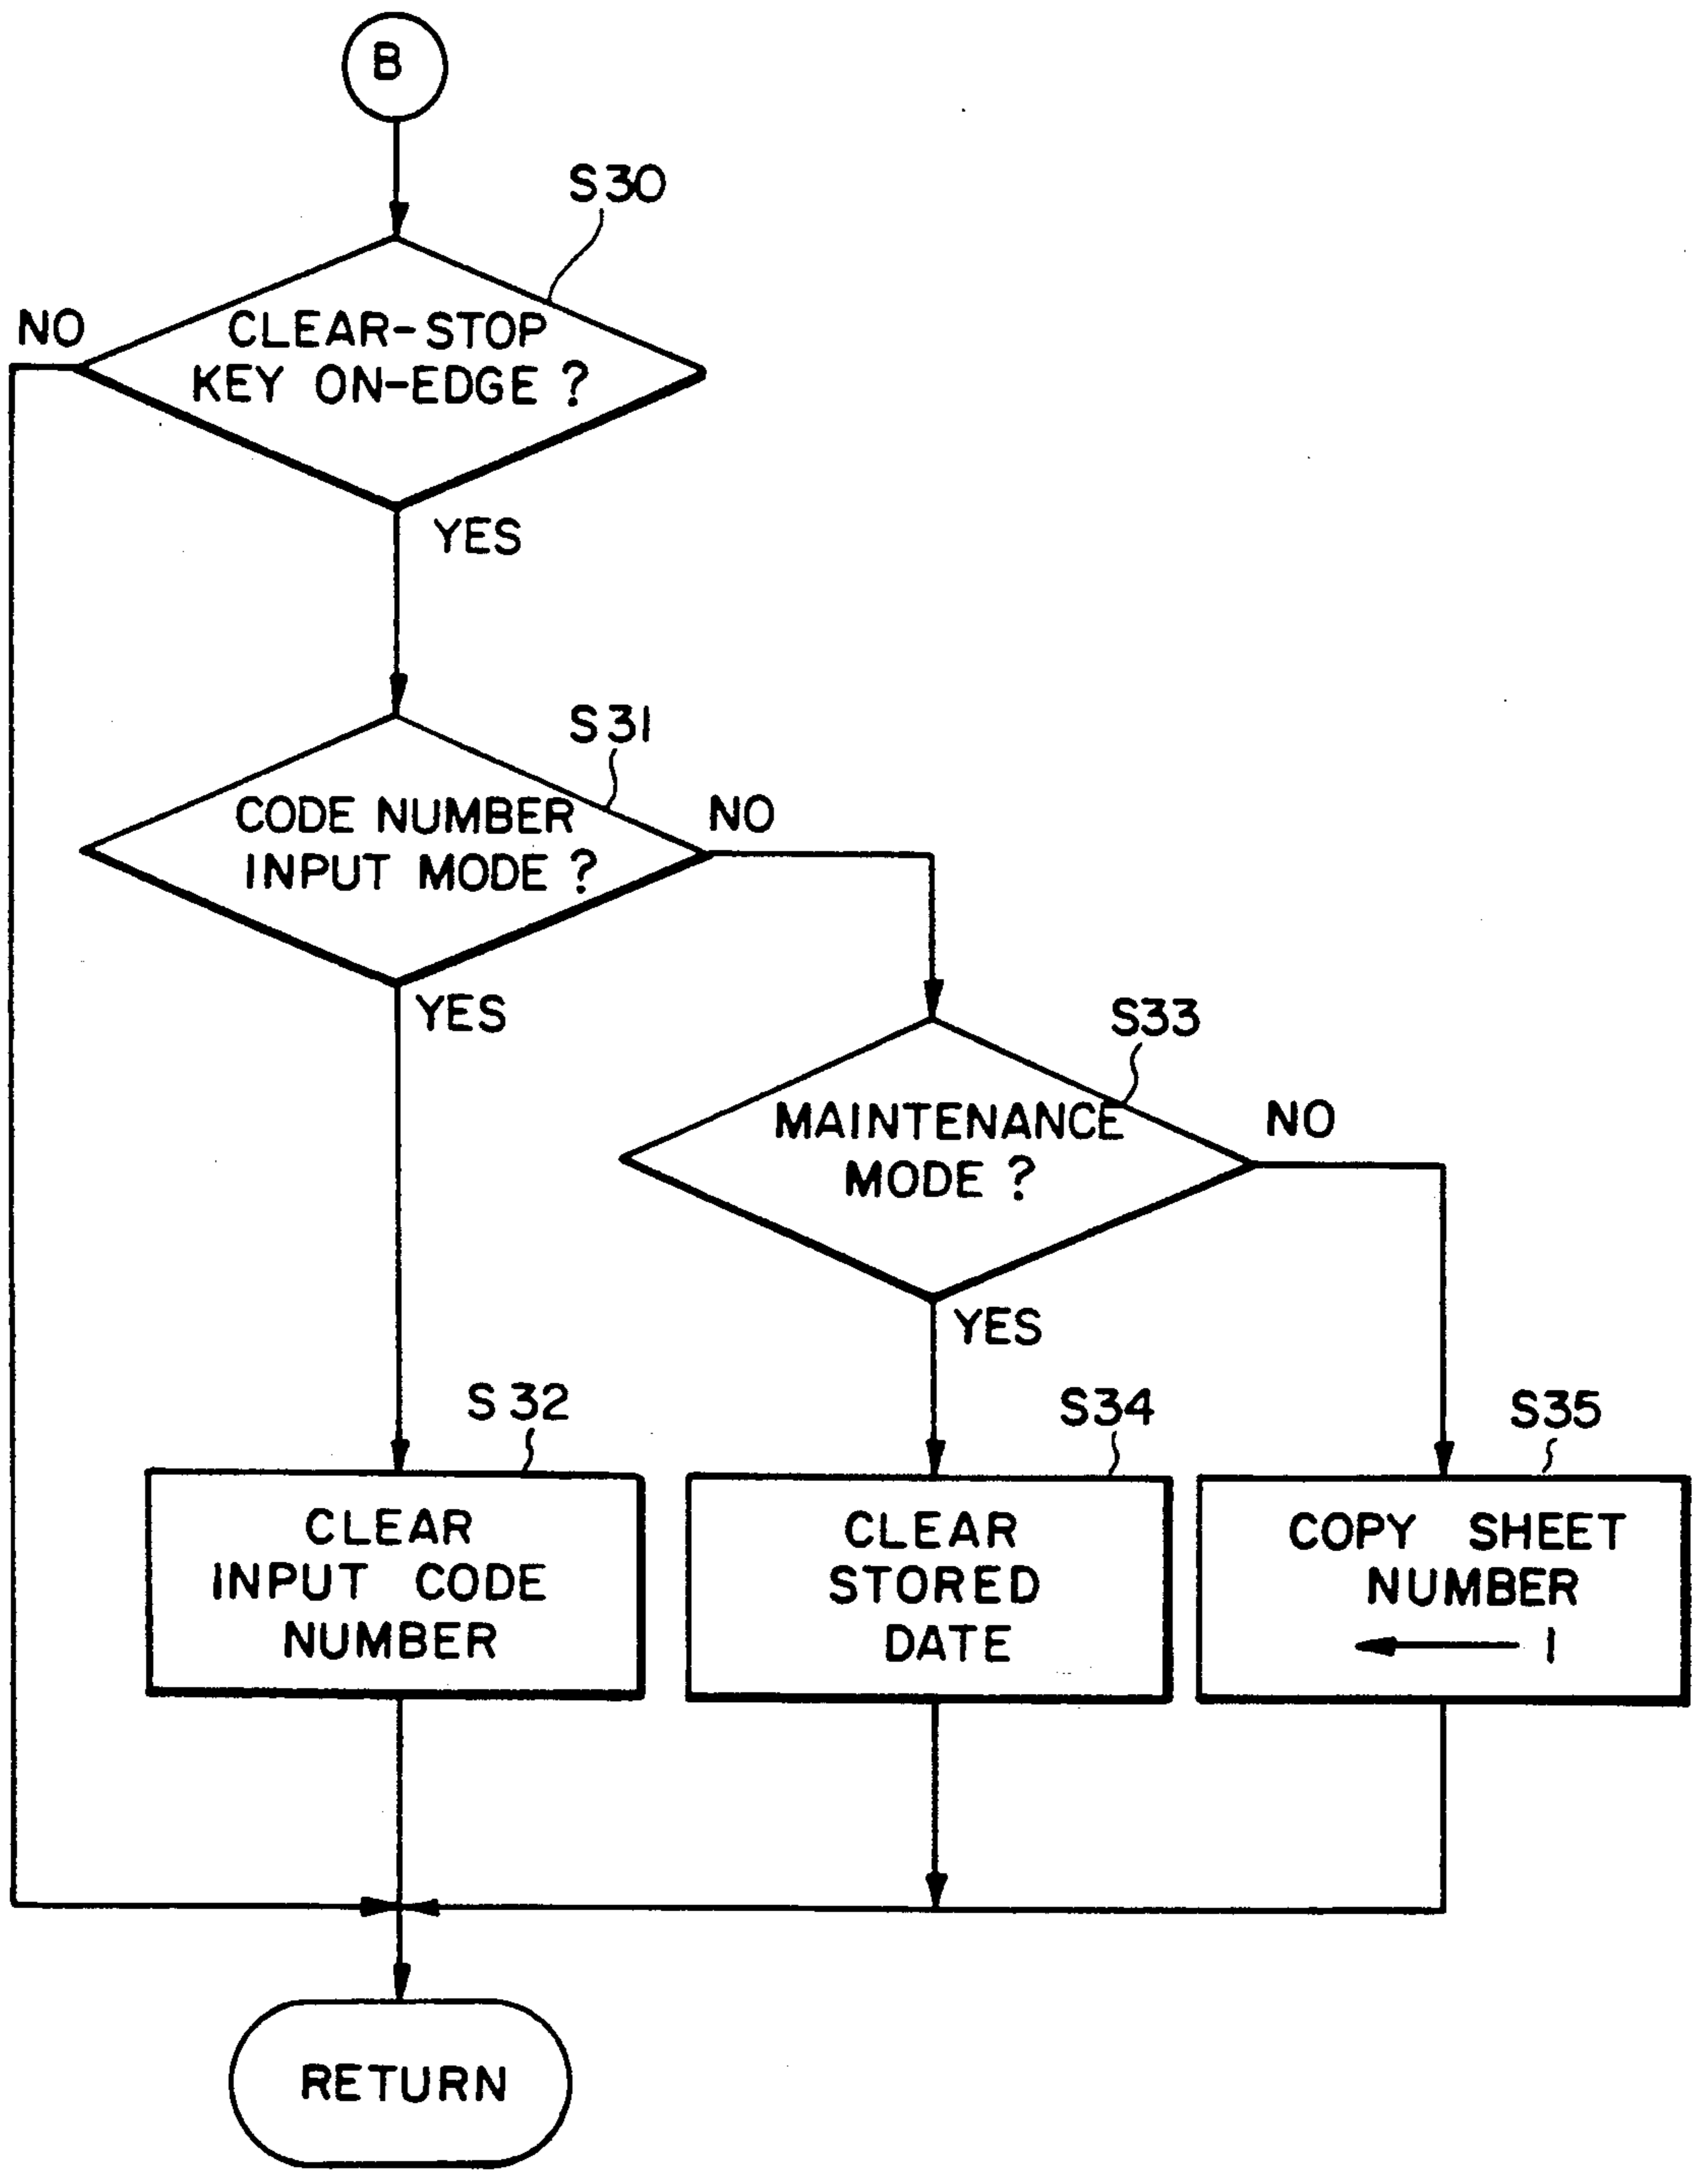 B
S30
NO
CLEAR-STOP
KEY ON-EDGE ?
YES
S31
CODE NUMBER
INPUT MODE ?
NO
YES
S33
MAINTENANCE
MODE ?
NO
YES
S32
CLEAR
INPUT CODE
NUMBER
S34
CLEAR
STORED
DATE
S35
COPY SHEET
NUMBER
← 1
RETURN